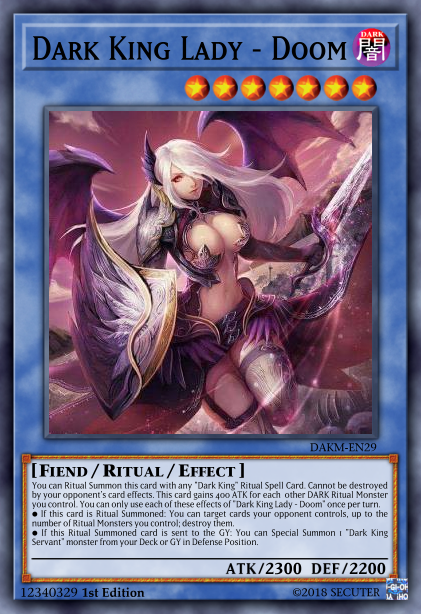 Dark King Lady - Doom
DARK
闇
DAKM-EN29
[Fiend / Ritual / Effect]
You can Ritual Summon this card with any "Dark King" Ritual Spell Card. Cannot be destroyed
by your opponent's card effects. This card gains 400 ATK for each other DARK Ritual Monster
you control. You can only use each of these effects of "Dark King Lady - Doom" once per turn.
● If this card is Ritual Summoned: You can target cards your opponent controls, up to the
number of Ritual Monsters you control; destroy them.
● If this Ritual Summoned card is sent to the GY: You can Special Summon 1 "Dark King
Servant" monster from your Deck or GY in Defense Position.
ATK/2300 DEF/2200
12340329 1st Edition
©2018 SECUTER